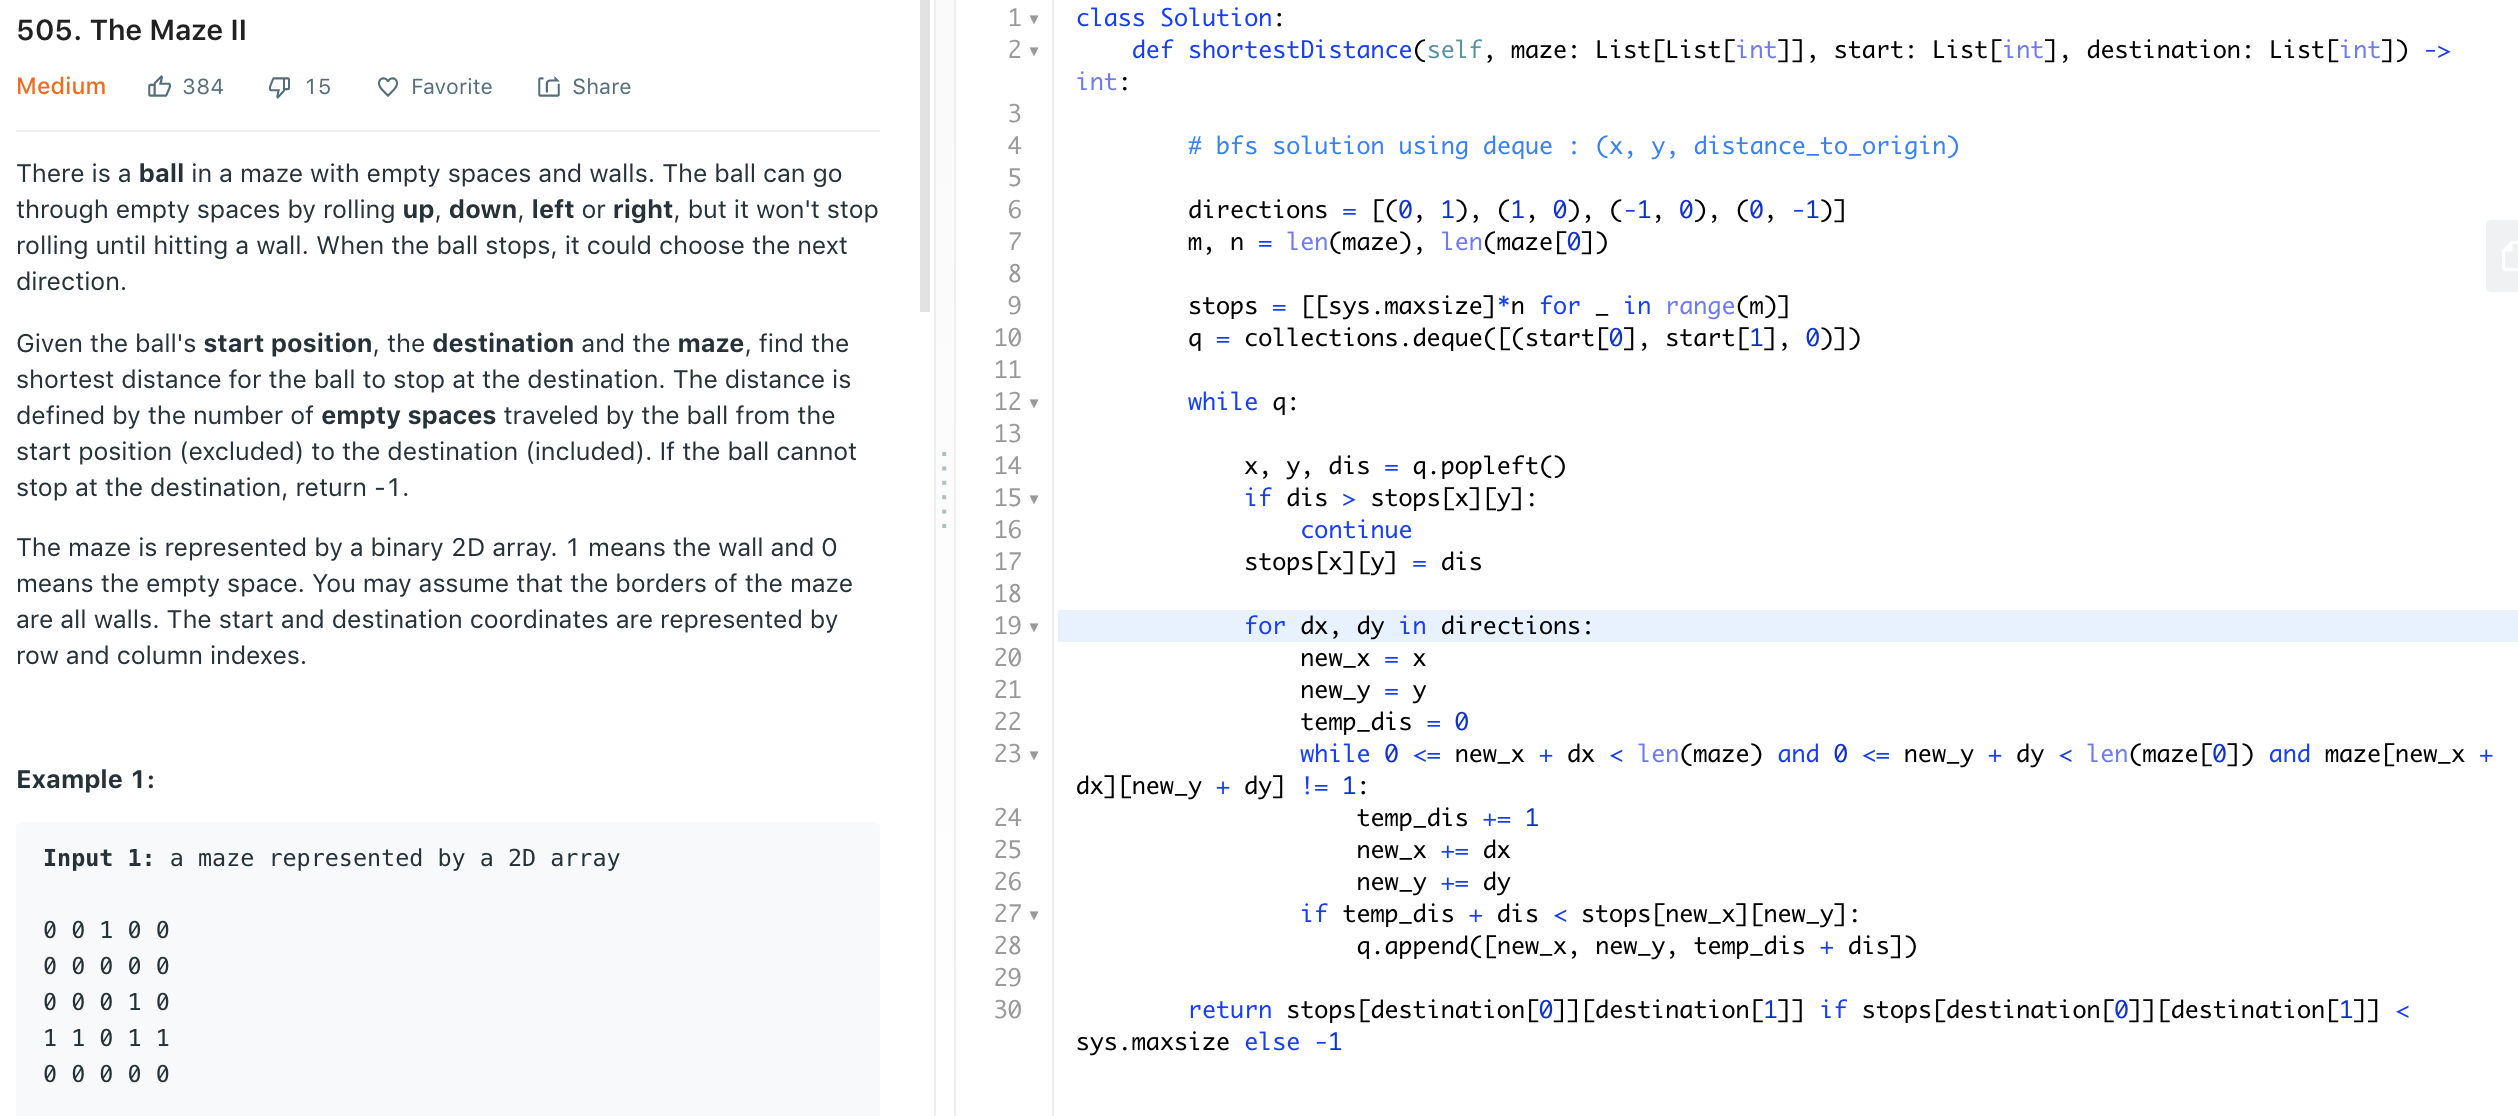 505. The Maze II
Medium 384 15 Favorite Share
There is a ball in a maze with empty spaces and walls. The ball can go
through empty spaces by rolling up, down, left or right, but it won't stop
rolling until hitting a wall. When the ball stops, it could choose the next
direction.
Given the ball's start position, the destination and the maze, find the
shortest distance for the ball to stop at the destination. The distance is
defined by the number of empty spaces traveled by the ball from the
start position (excluded) to the destination (included). If the ball cannot
stop at the destination, return -1.
The maze is represented by a binary 2D array. 1 means the wall and 0
means the empty space. You may assume that the borders of the maze
are all walls. The start and destination coordinates are represented by
row and column indexes.
Example 1:
Input 1: a maze represented by a 2D array
0 0 1 0 0
0 0 0 0 0
0 0 0 1 0
1 1 0 1 1
0 0 0 0 0
1 class Solution:
2     def shortestDistance(self, maze: List[List[int]], start: List[int], destination: List[int]) ->
int:
3
4         # bfs solution using deque : (x, y, distance_to_origin)
5
6         directions = [(0, 1), (1, 0), (-1, 0), (0, -1)]
7         m, n = len(maze), len(maze[0])
8
9         stops = [[sys.maxsize]*n for _ in range(m)]
10         q = collections.deque([(start[0], start[1], 0)])
11
12         while q:
13
14             x, y, dis = q.popleft()
15             if dis > stops[x][y]:
16                 continue
17             stops[x][y] = dis
18
19             for dx, dy in directions:
20                 new_x = x
21                 new_y = y
22                 temp_dis = 0
23                 while 0 <= new_x + dx < len(maze) and 0 <= new_y + dy < len(maze[0]) and maze[new_x +
dx][new_y + dy] != 1:
24                     temp_dis += 1
25                     new_x += dx
26                     new_y += dy
27                 if temp_dis + dis < stops[new_x][new_y]:
28                     q.append([new_x, new_y, temp_dis + dis])
29
30         return stops[destination[0]][destination[1]] if stops[destination[0]][destination[1]] <
sys.maxsize else -1